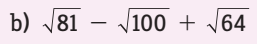 b) √81 − √100 + √64